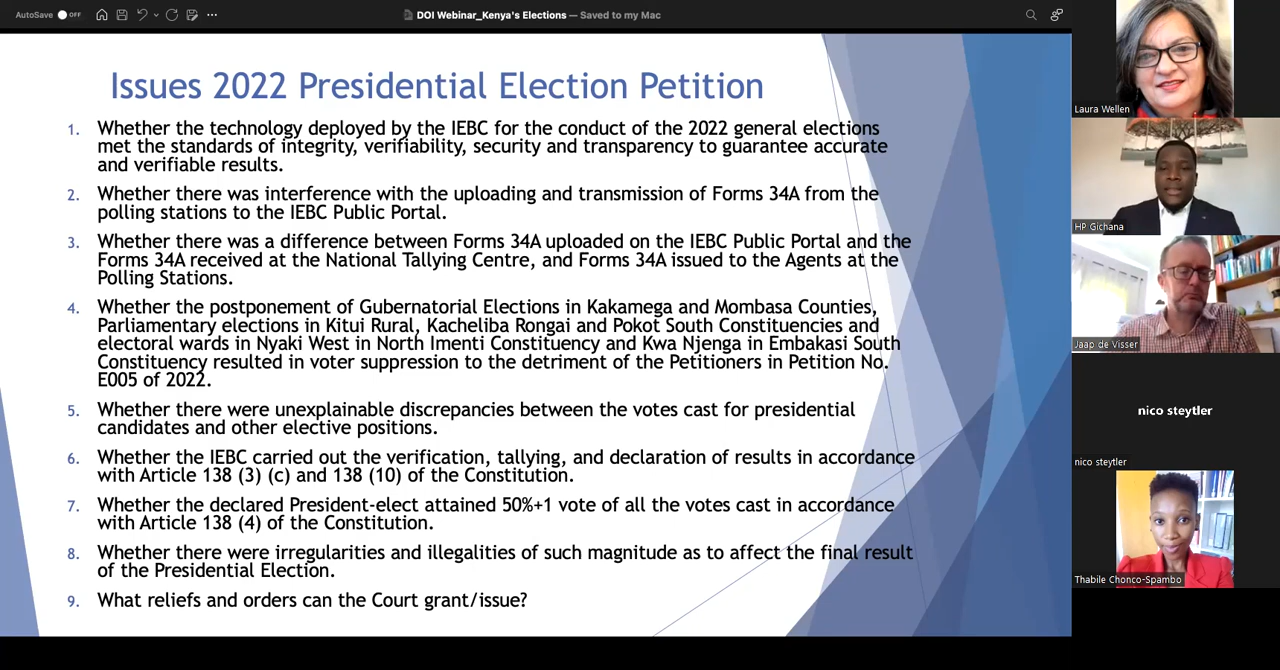 AutoSave OFF
DOI Webinar_Kenya's Elections — Saved to my Mac
Issues 2022 Presidential Election Petition
1. Whether the technology deployed by the IEBC for the conduct of the 2022 general elections
met the standards of integrity, verifiability, security and transparency to guarantee accurate
and verifiable results.
2. Whether there was interference with the uploading and transmission of Forms 34A from the
polling stations to the IEBC Public Portal.
3. Whether there was a difference between Forms 34A uploaded on the IEBC Public Portal and the
Forms 34A received at the National Tallying Centre, and Forms 34A issued to the Agents at the
Polling Stations.
4. Whether the postponement of Gubernatorial Elections in Kakamega and Mombasa Counties,
Parliamentary elections in Kitui Rural, Kacheliba Rongai and Pokot South Constituencies and
electoral wards in Nyaki West in North Imenti Constituency and Kwa Njenga in Embakasi South
Constituency resulted in voter suppression to the detriment of the Petitioners in Petition No.
E005 of 2022.
5. Whether there were unexplainable discrepancies between the votes cast for presidential
candidates and other elective positions.
6. Whether the IEBC carried out the verification, tallying, and declaration of results in accordance
with Article 138 (3) (c) and 138 (10) of the Constitution.
7. Whether the declared President-elect attained 50%+1 vote of all the votes cast in accordance
with Article 138 (4) of the Constitution.
8. Whether there were irregularities and illegalities of such magnitude as to affect the final result
of the Presidential Election.
9. What reliefs and orders can the Court grant/issue?
Laura Wellen
HP Gichana
Jaap de Visser
nico steytler
nico steytler
Thabile Chonco-Spambo